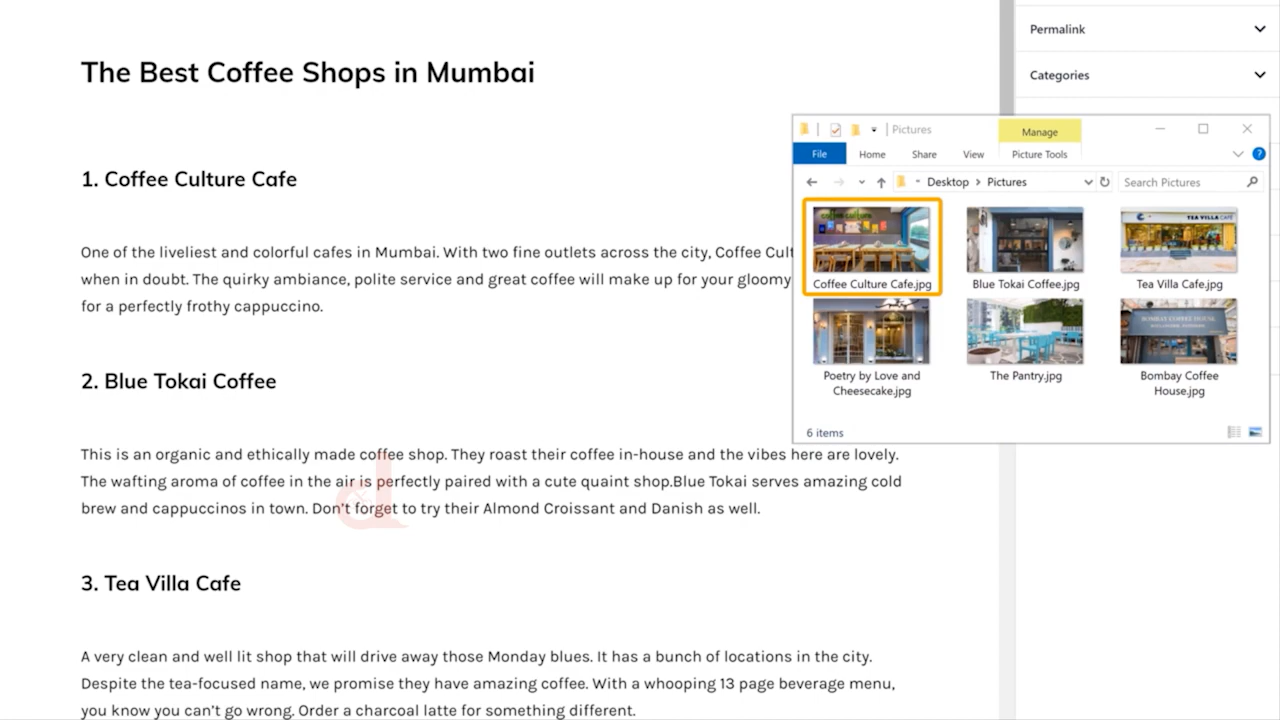 The Best Coffee Shops in Mumbai
1. Coffee Culture Cafe
One of the liveliest and colorful cafes in Mumbai. With two fine outlets across the city, Coffee Cult
when in doubt. The quirky ambiance, polite service and great coffee will make up for your gloomy
for a perfectly frothy cappuccino.
2. Blue Tokai Coffee
This is an organic and ethically made coffee shop. They roast their coffee in-house and the vibes here are lovely.
The wafting aroma of coffee in the air is perfectly paired with a cute quaint shop.Blue Tokai serves amazing cold
brew and cappuccinos in town. Don't forget to try their Almond Croissant and Danish as well.
3. Tea Villa Cafe
A very clean and well lit shop that will drive away those Monday blues. It has a bunch of locations in the city.
Despite the tea-focused name, we promise they have amazing coffee. With a whooping 13 page beverage menu,
you know you can't go wrong. Order a charcoal latte for something different.
Permalink
Categories
Pictures
Manage
File Home Share View Picture Tools
Desktop > Pictures
Search Pictures
TEA VILLA CAFE
Coffee Culture Cafe.jpg
Blue Tokai Coffee.jpg
Tea Villa Cafe.jpg
BOMBAY COFFEE HOUSE
Poetry by Love and
Cheesecake.jpg
The Pantry.jpg
Bombay Coffee
House.jpg
6 items